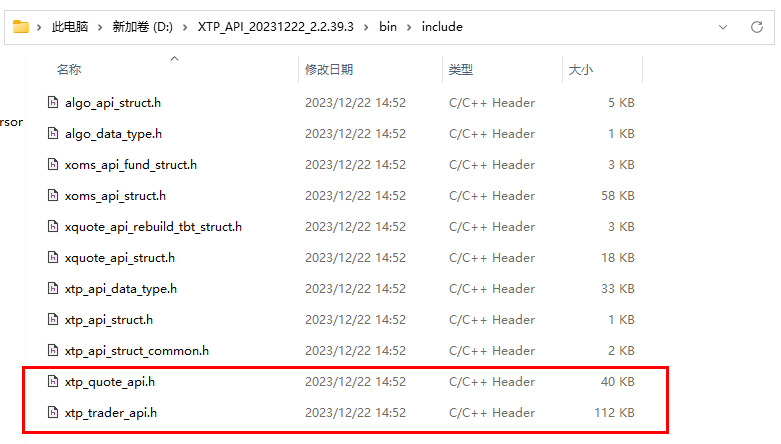 此电脑 > 新加卷 (D:) > XTP_API_20231222_2.2.39.3 > bin > include
名称 修改日期 类型 大小
algo_api_struct.h 2023/12/22 14:52 C/C++ Header 5 KB
rsor
algo_data_type.h 2023/12/22 14:52 C/C++ Header 1 KB
xoms_api_fund_struct.h 2023/12/22 14:52 C/C++ Header 3 KB
xoms_api_struct.h 2023/12/22 14:52 C/C++ Header 58 KB
xquote_api_rebuild_tbt_struct.h 2023/12/22 14:52 C/C++ Header 3 KB
xquote_api_struct.h 2023/12/22 14:52 C/C++ Header 18 KB
xtp_api_data_type.h 2023/12/22 14:52 C/C++ Header 33 KB
xtp_api_struct.h 2023/12/22 14:52 C/C++ Header 1 KB
xtp_api_struct_common.h 2023/12/22 14:52 C/C++ Header 2 KB
xtp_quote_api.h 2023/12/22 14:52 C/C++ Header 40 KB
xtp_trader_api.h 2023/12/22 14:52 C/C++ Header 112 KB